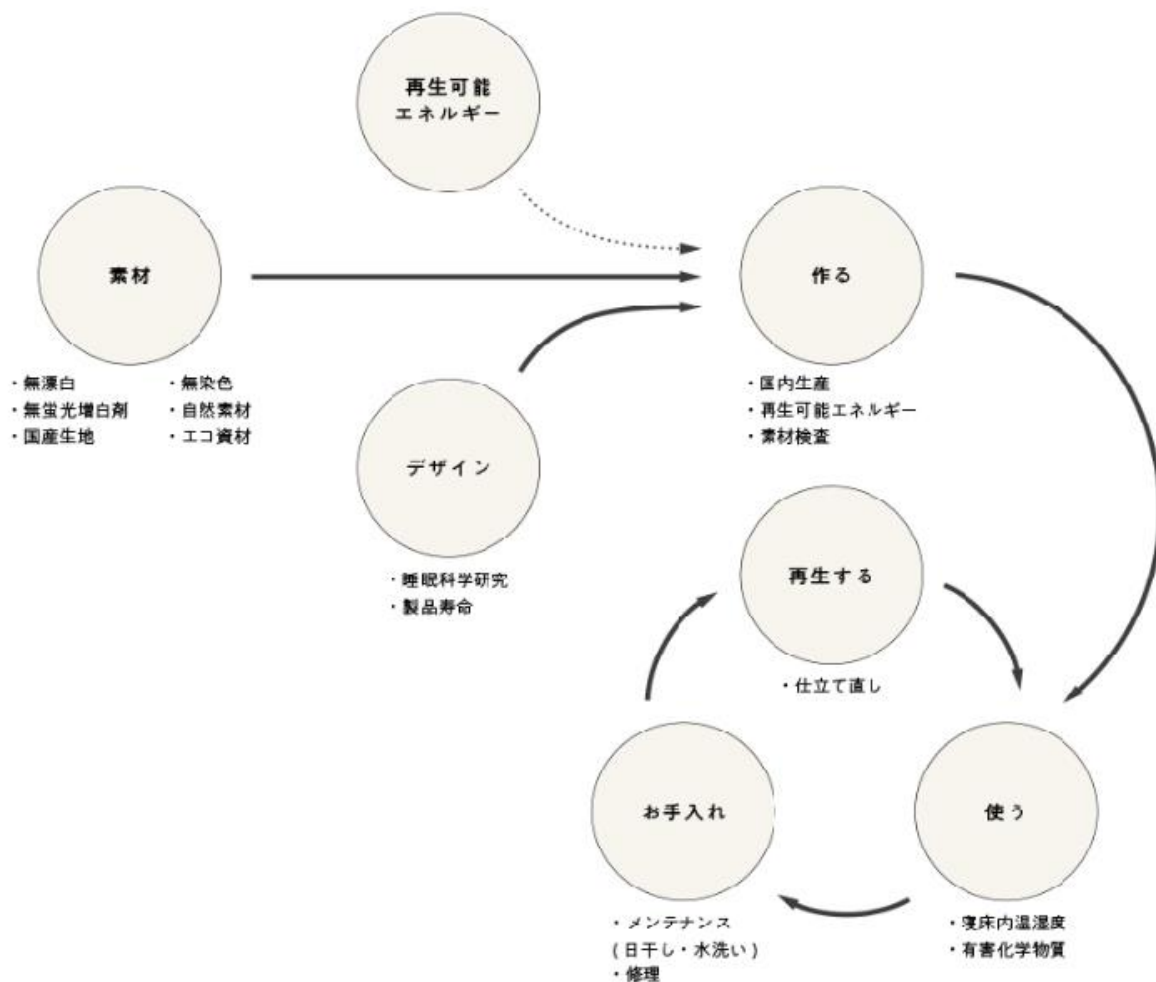 再生可能
エネルギー
素材
・無漂白
・無蛍光増白剤
・国産生地
・無染色
・自然素材
・エコ資材
デザイン
・睡眠科学研究
・製品寿命
作る
・国内生産
・再生可能エネルギー
・素材検査
再生する
・仕立て直し
お手入れ
・メンテナンス
(日干し・水洗い)
・修理
使う
・寝床内温湿度
・有害化学物質